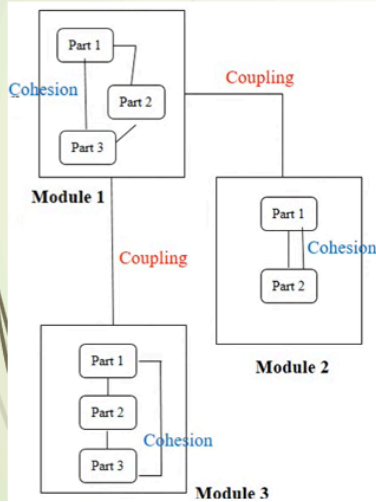 Part 1
Cohesion
Part 2
Part 3
Module 1
Coupling
Part 1
Cohesion
Part 2
Module 2
Coupling
Part 1
Part 2
Cohesion
Part 3
Module 3